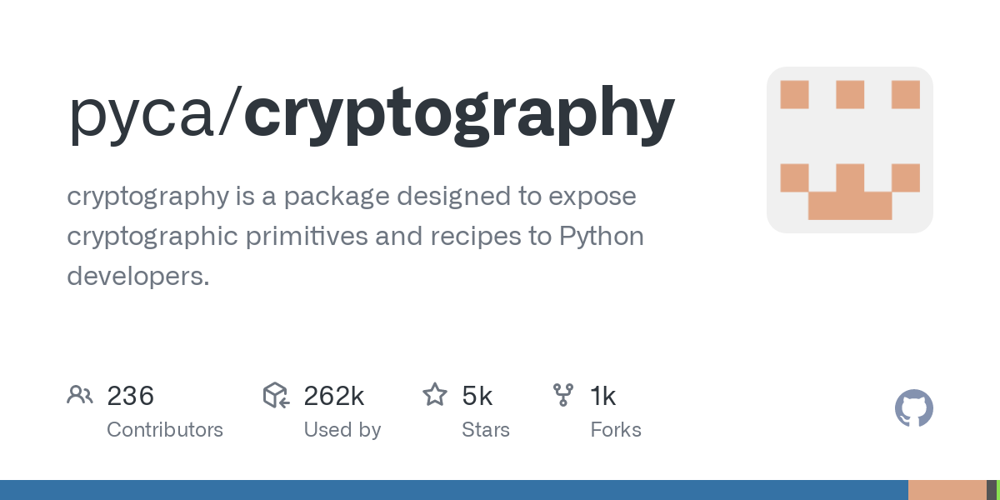 pyca/cryptography
cryptography is a package designed to expose
cryptographic primitives and recipes to Python
developers.
236 262k 5k 1k
Contributors Used by Stars Forks